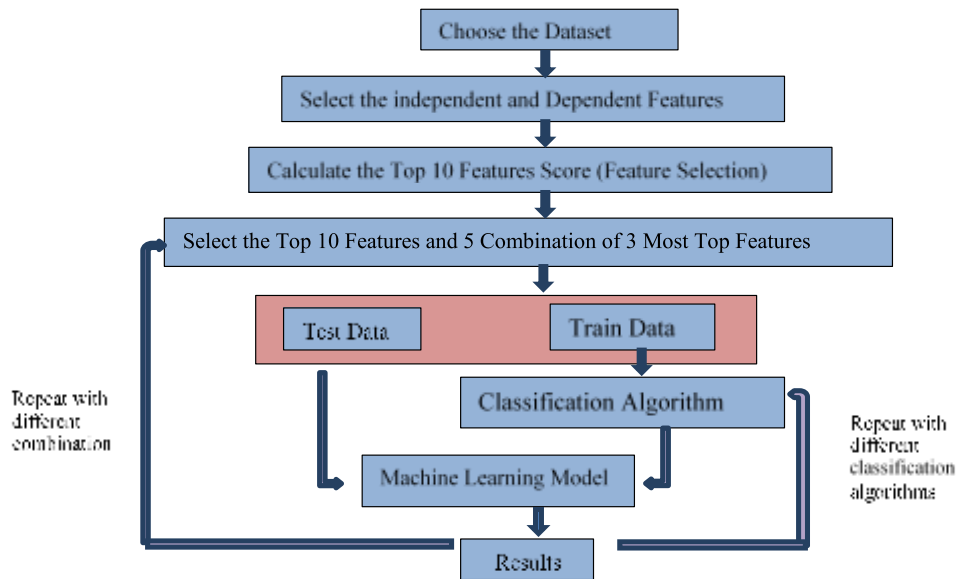 Choose the Dataset
Select the independent and Dependent Features
Calculate the Top 10 Features Score (Feature Selection)
Select the Top 10 Features and 5 Combination of 3 Most Top Features
Test Data
Train Data
Classification Algorithm
Repeat with
different
combination
Repeat with
different
classification
algorithms
Machine Learning Model
Results